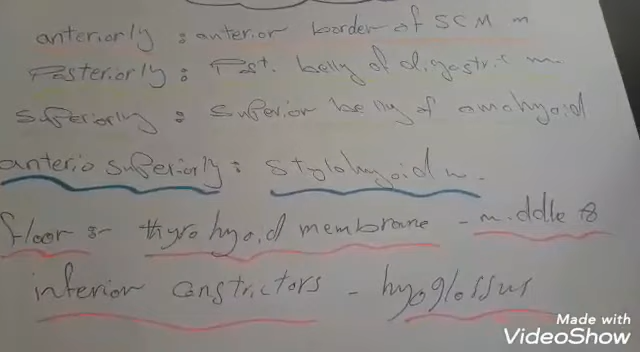 anteriorly : anterior border of SCM m
Posteriorly : Post. belly of digastric m.
Superiorly : Superior belly of omohyoid
anterio superiorly : stylohyoid m.
floor :- thyrohyoid membrane - middle &
inferior constrictors - hyoglossus
Made with
VideoShow